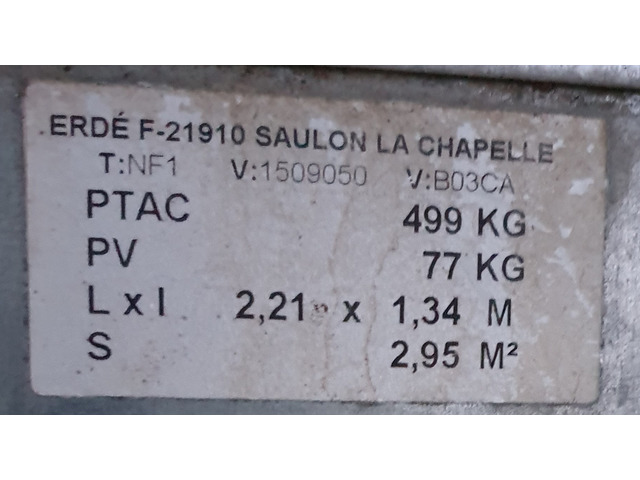 ERDÉ F-21910 SAULON LA CHAPELLE
T:NF1 V:1509050 V:B03CA
PTAC 499 KG
PV 77 KG
L x l 2,21 x 1,34 M
S 2,95 M²